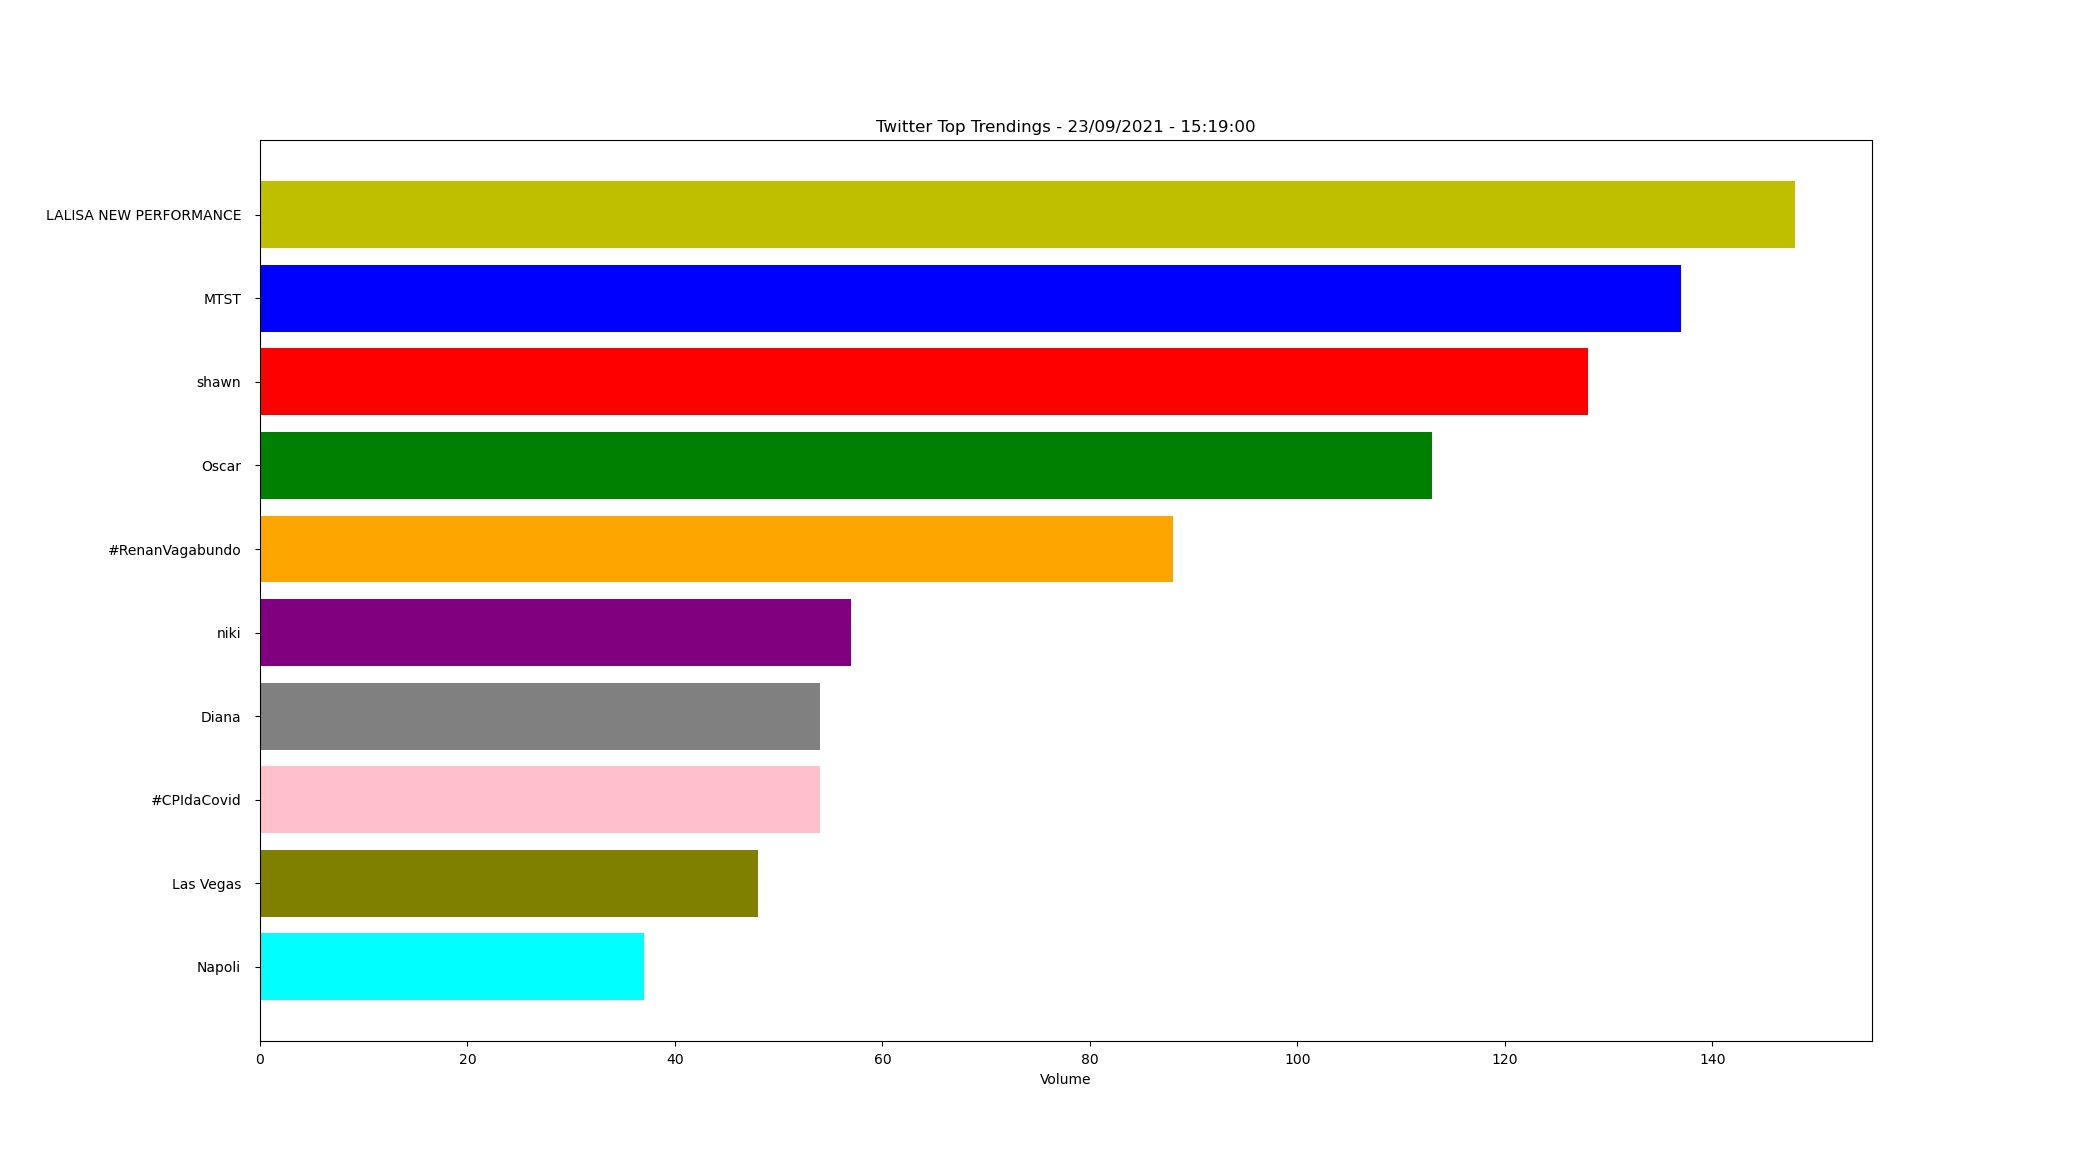 Twitter Top Trendings - 23/09/2021 - 15:19:00
LALISA NEW PERFORMANCE
MTST
shawn
Oscar
#RenanVagabundo
niki
Diana
#CPIdaCovid
Las Vegas
Napoli
0 20 40 60 80 100 120 140
Volume